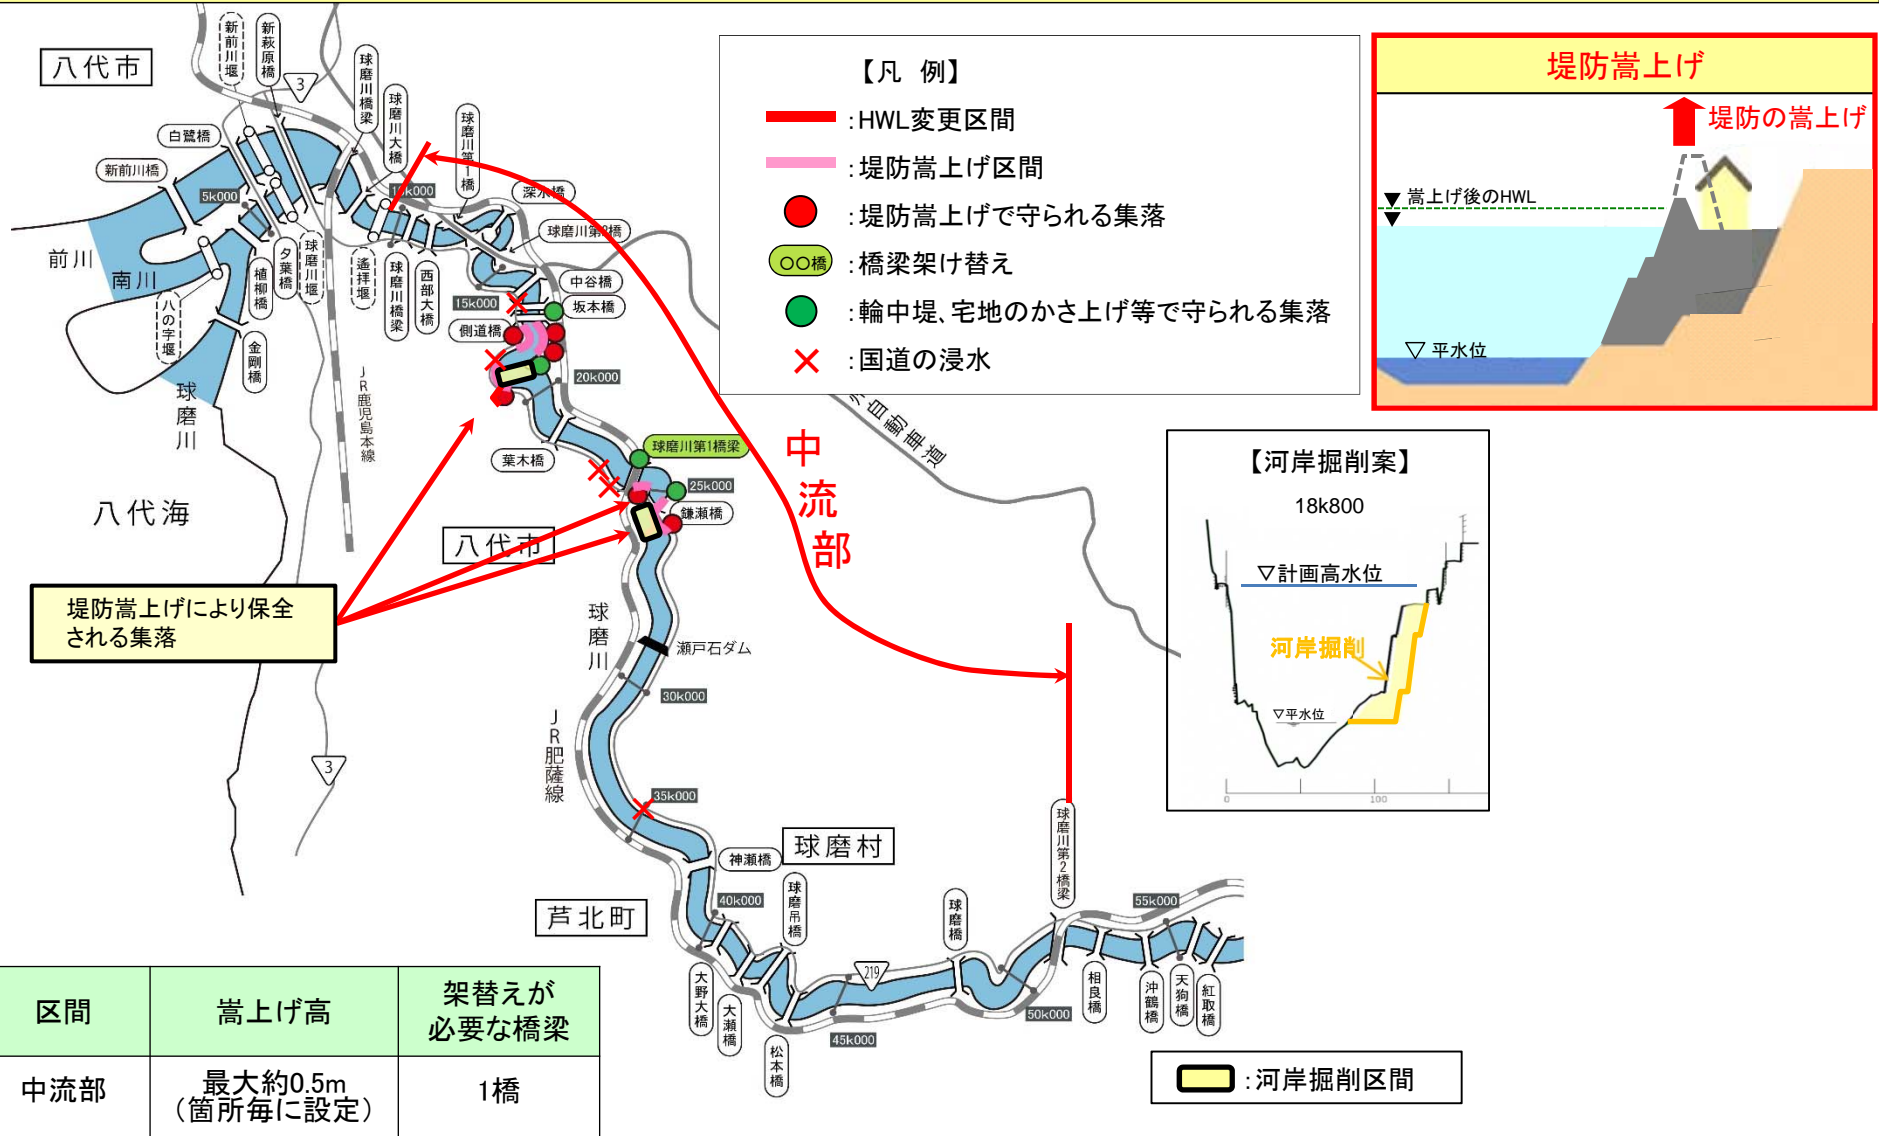 八代市
新前川堰
新萩原橋
3
球磨川橋梁
球磨川大橋
球磨川第1橋
白鷺橋
新前川橋
5k000
10k000
深水橋
球磨川第2橋
前川
南川
八の字堰
植柳橋
夕葉橋
球磨川堰
遙拝堰
球磨川橋梁
西部大橋
金剛橋
球磨川
JR鹿児島本線
中谷橋
15k000
坂本橋
側道橋
20k000
葉木橋
球磨川第1橋梁
25k000
鎌瀬橋
八代海
八代市
堤防嵩上げにより保全
される集落
中流部
自動車道
球磨川
瀬戸石ダム
30k000
JR肥薩線
3
35k000
神瀬橋
球磨村
芦北町
40k000
球磨吊橋
大野大橋
大瀬橋
松本橋
219
45k000
球磨橋
球磨川第2橋梁
50k000
相良橋
55k000
沖鶴橋
天狗橋
紅取橋
【凡 例】
:HWL変更区間
:堤防嵩上げ区間
:堤防嵩上げで守られる集落
○○橋 :橋梁架け替え
:輪中堤、宅地のかさ上げ等で守られる集落
:国道の浸水
堤防嵩上げ
堤防の嵩上げ
▼ 嵩上げ後のHWL
▼
▽ 平水位
【河岸掘削案】
18k800
▽計画高水位
河岸掘削
▽平水位
0 100
:河岸掘削区間
区間 嵩上げ高 架替えが
必要な橋梁
中流部 最大約0.5m
(箇所毎に設定) 1橋